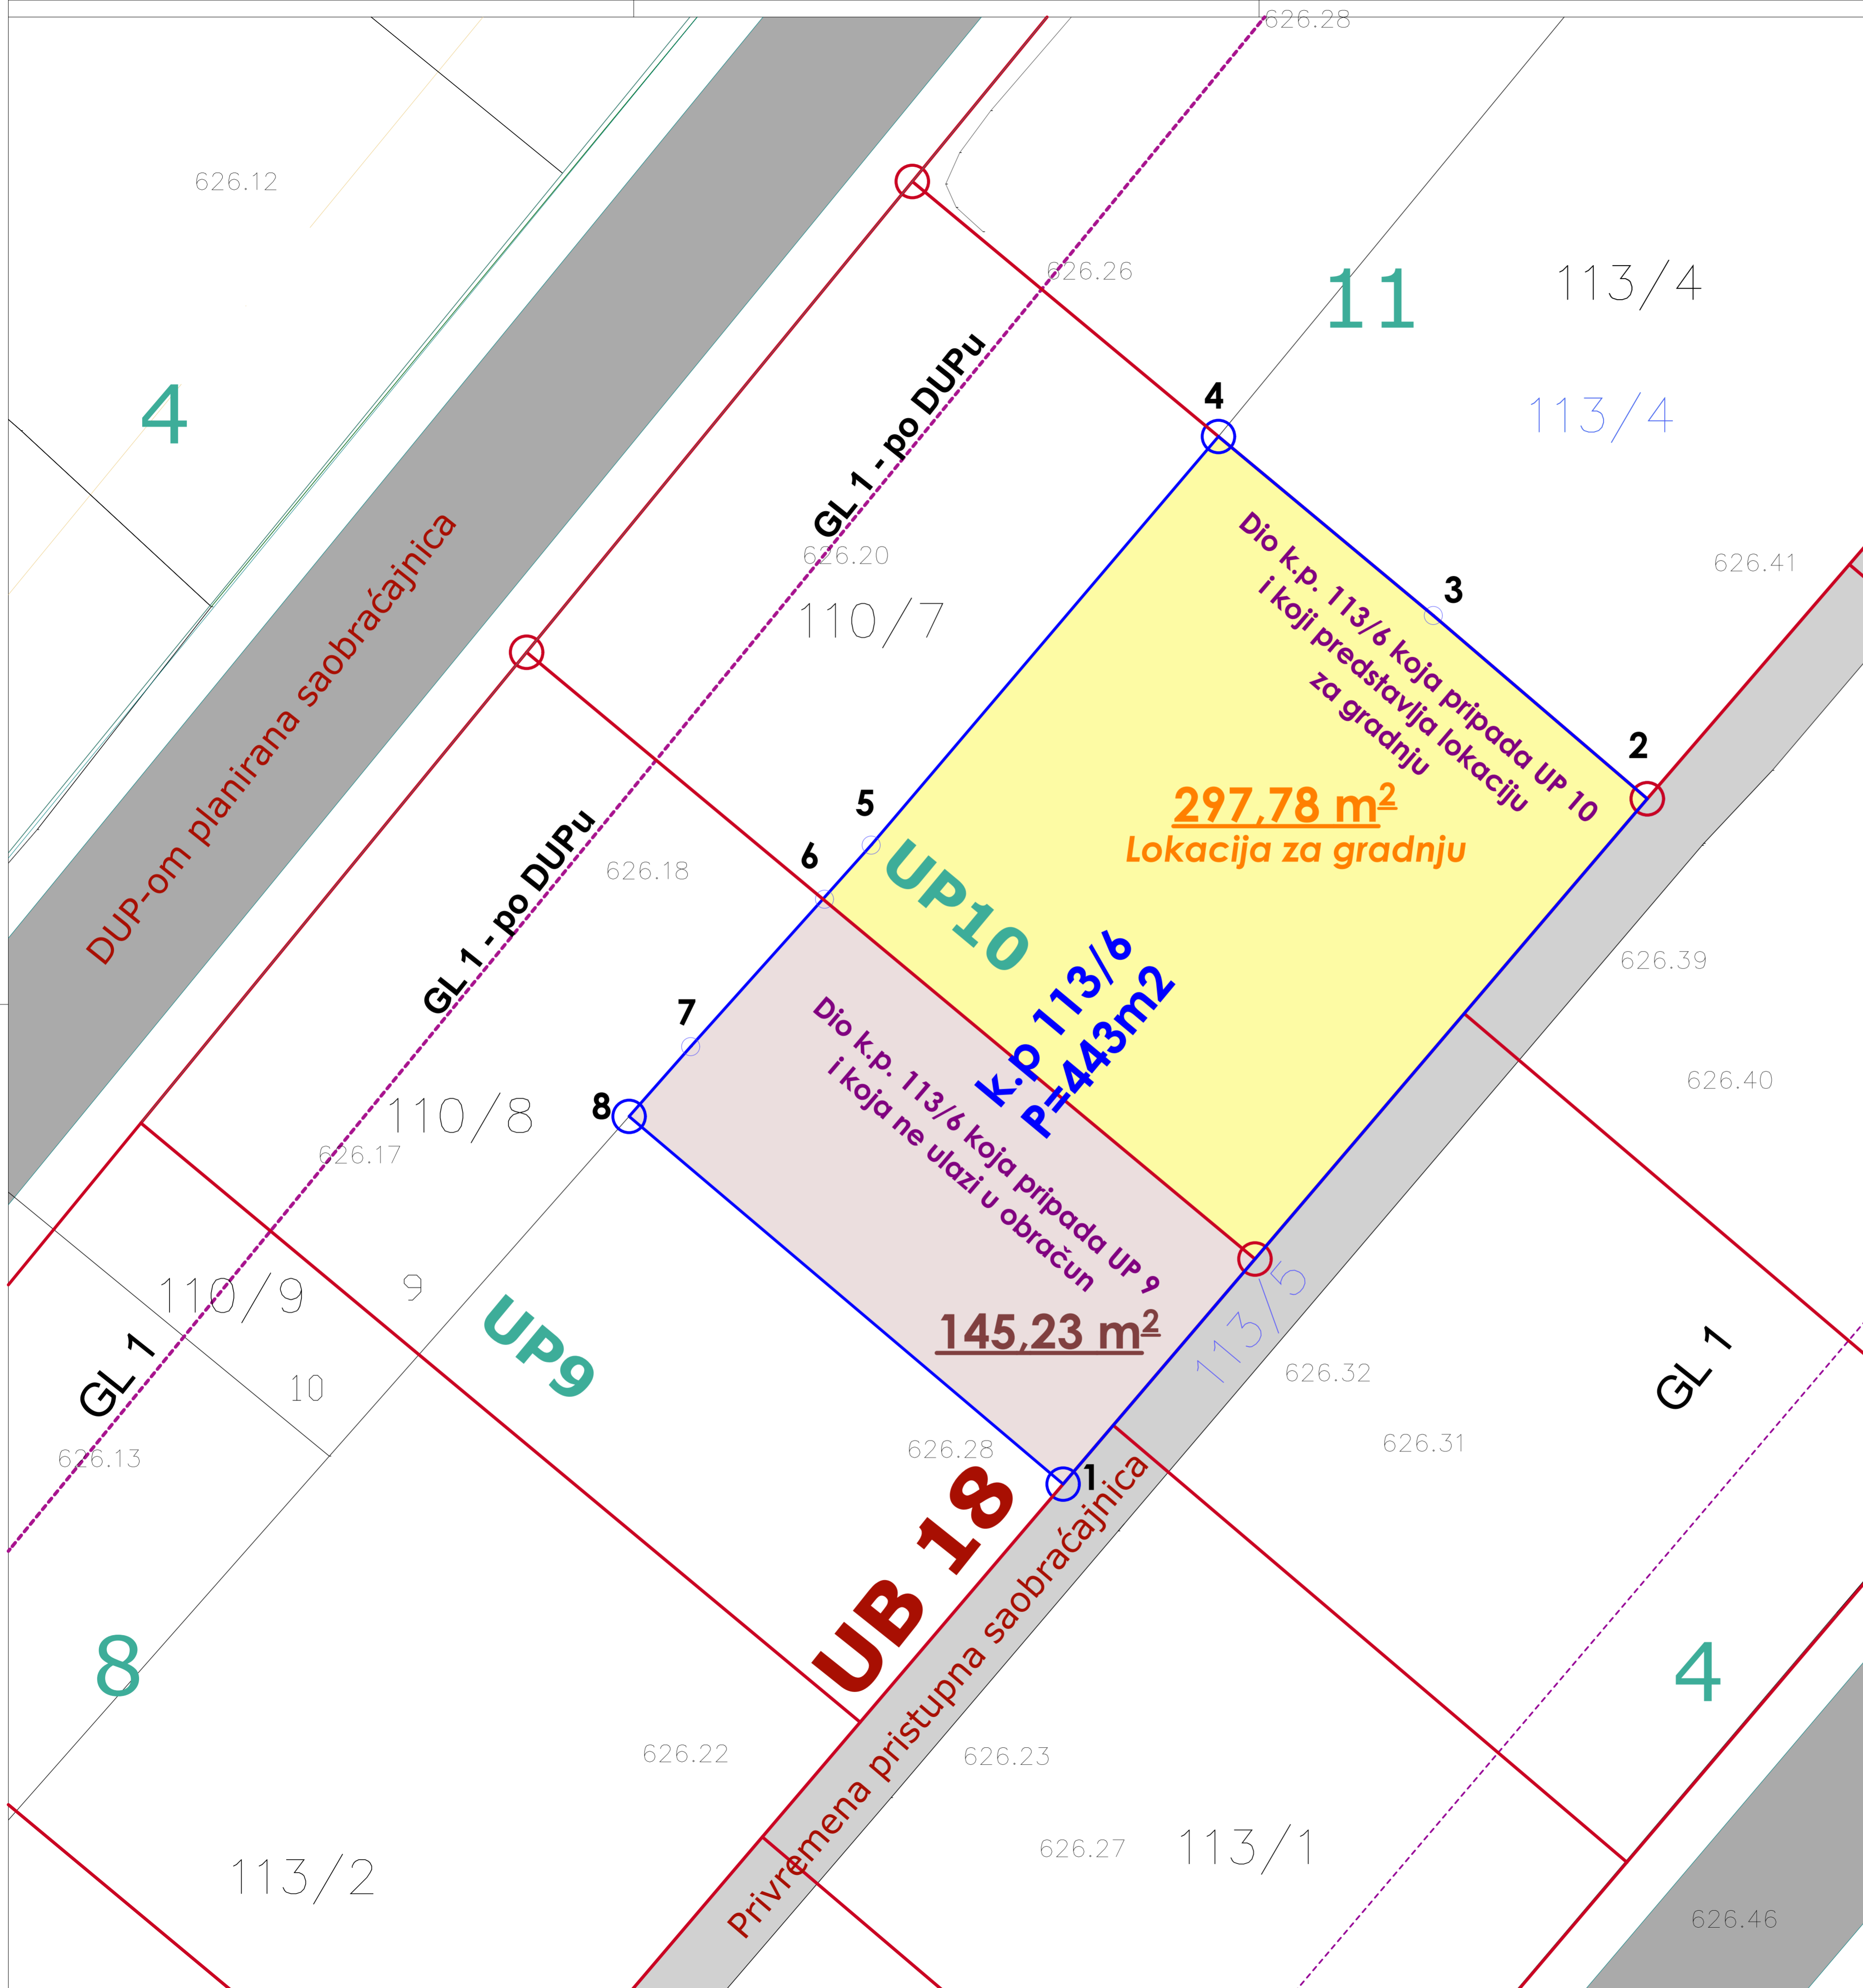 626.28
626.12
626.26
11
113/4
4
113/4
4
GL 1 - po DUPu
626.20
110/7
DUP-om planirana saobraćajnica
Dio k.p. 113/6 koja pripada UP 10
i koji predstavlja lokaciju
za gradnju
3
626.41
2
297,78 m2
Lokacija za gradnju
5
6
UP10
GL 1 - po DUPu
626.18
k.p 113/6
P=443m2
626.39
7
8
Dio k.p. 113/6 koja pripada UP 9
i koja ne ulazi u obračun
626.40
110/8
626.17
110/9
9
113/5
145,23 m2
UP9
GL 1
10
626.32
GL 1
626.13
626.28
626.31
1
UB 18
Privremena pristupna saobraćajnica
8
4
626.22
626.23
626.27
113/1
113/2
626.46